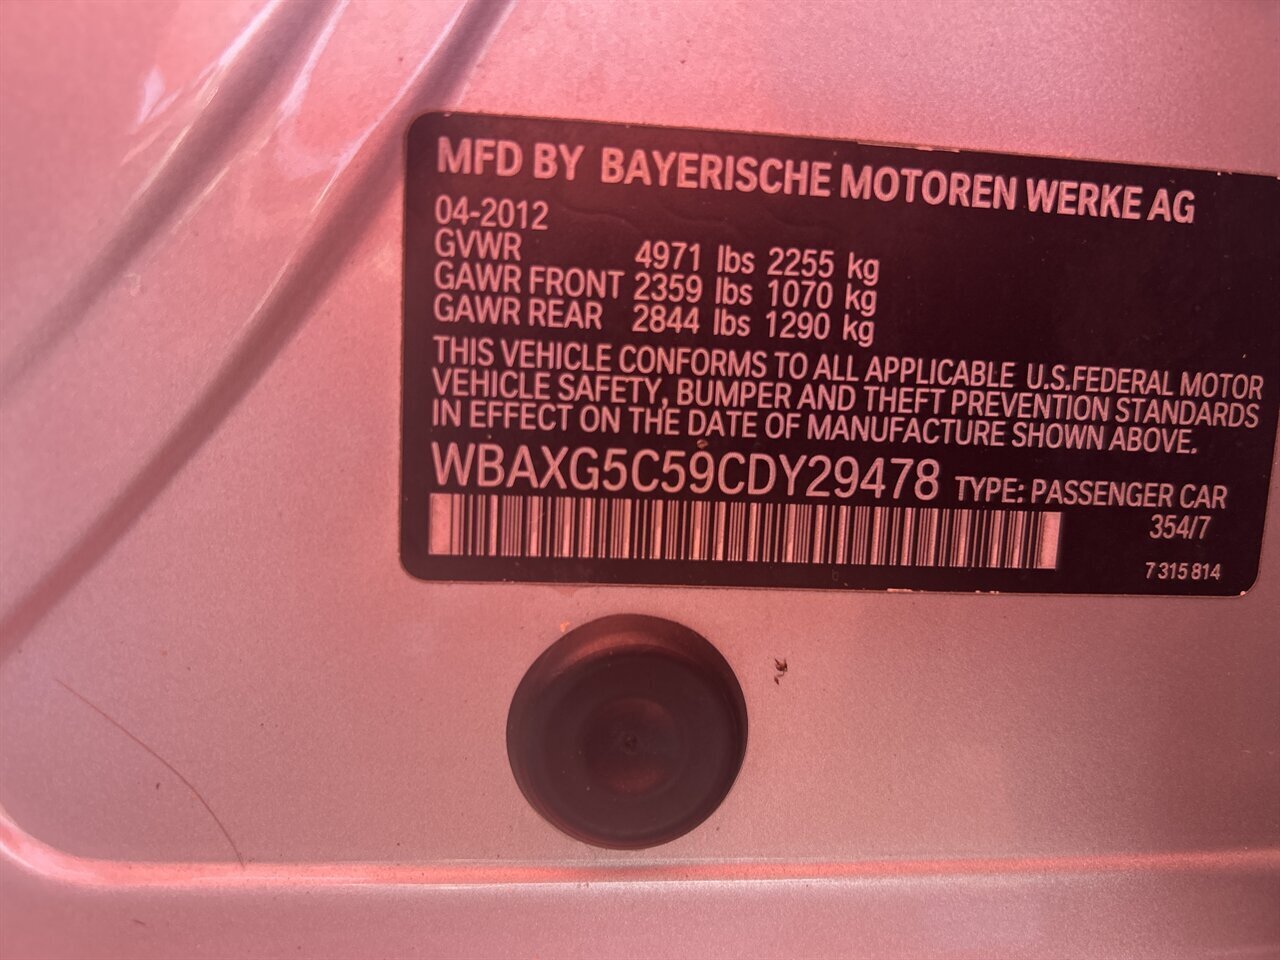 MFD BY BAYERISCHE MOTOREN WERKE AG
04-2012
GVWR 4971 lbs 2255 kg
GAWR FRONT 2359 lbs 1070 kg
GAWR REAR 2844 lbs 1290 kg
THIS VEHICLE CONFORMS TO ALL APPLICABLE U.S.FEDERAL MOTOR
VEHICLE SAFETY, BUMPER AND THEFT PREVENTION STANDARDS
IN EFFECT ON THE DATE OF MANUFACTURE SHOWN ABOVE.
WBAXG5C59CDY29478 TYPE: PASSENGER CAR
354/7
7 315 814